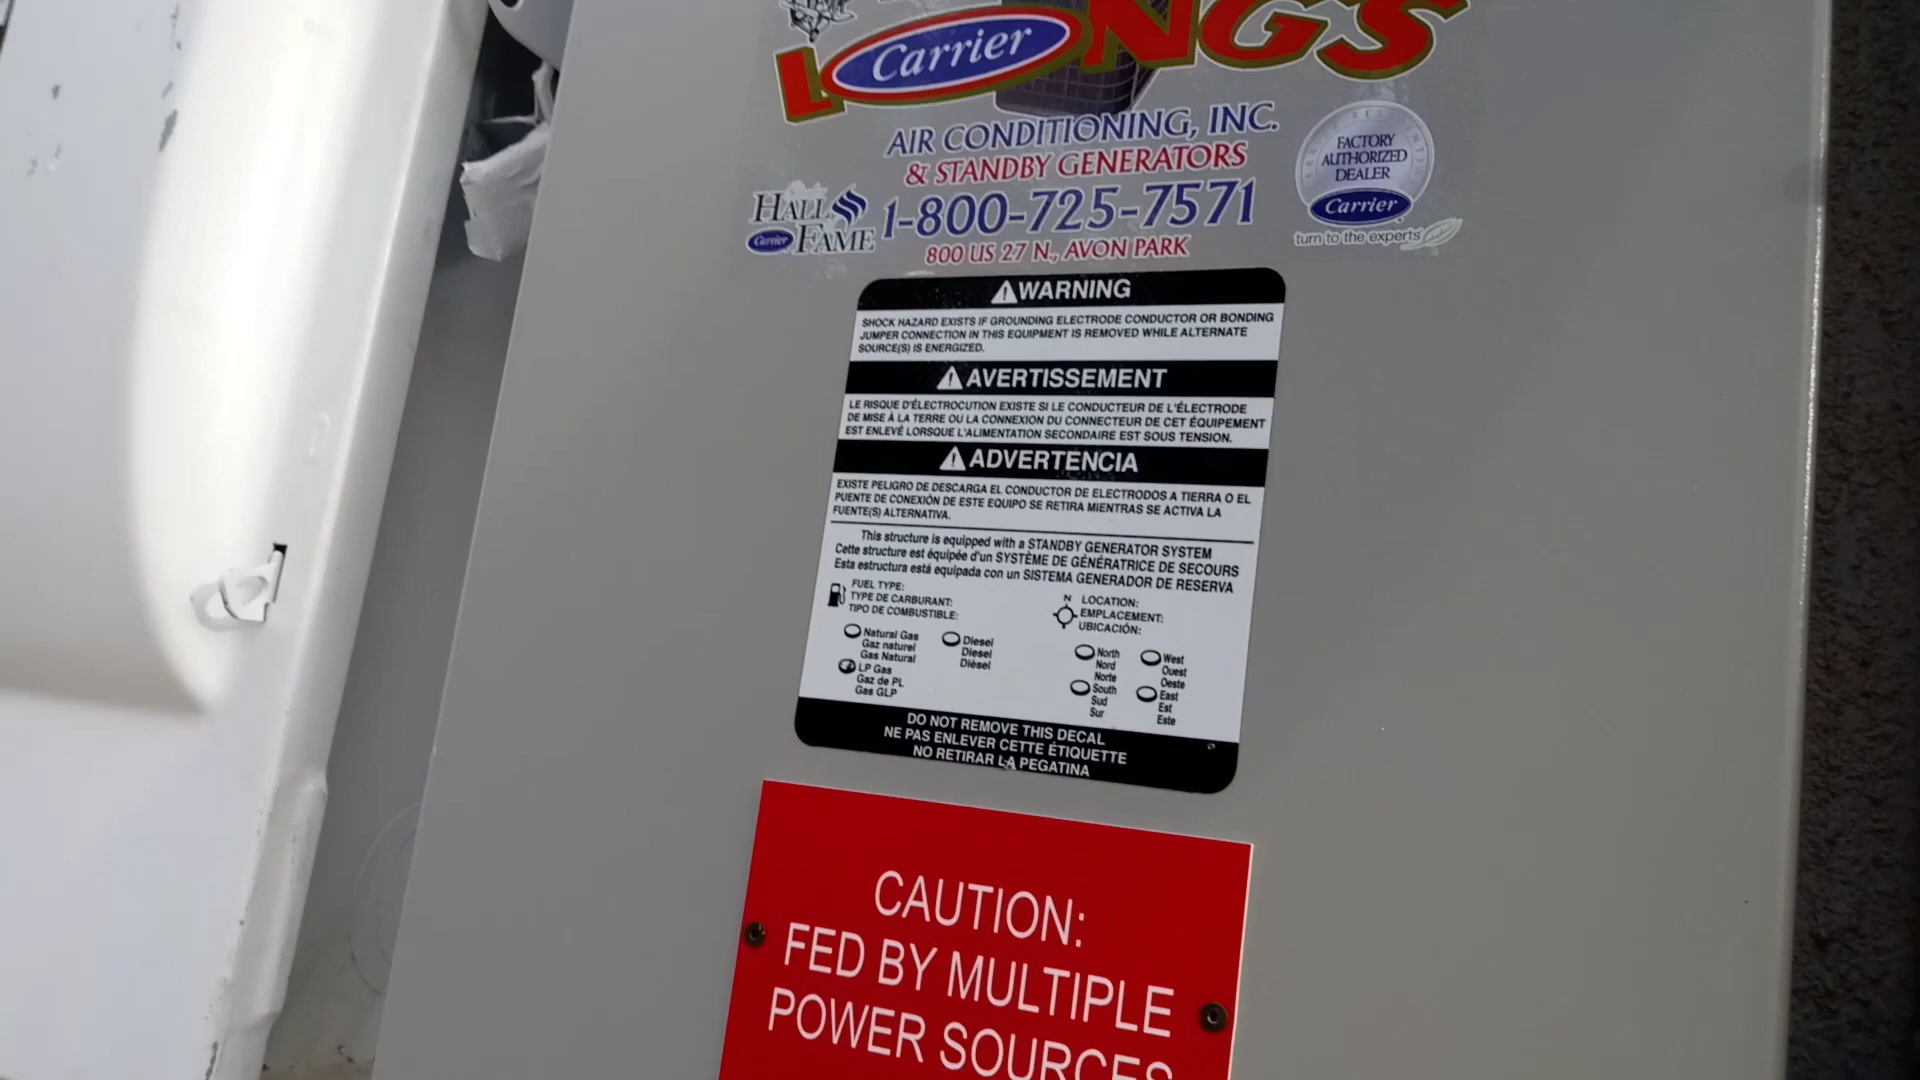 Carrier
AIR CONDITIONING, INC.
& STANDBY GENERATORS
HALL
Carrier FAME
1-800-725-7571
800 US 27 N., AVON PARK
FACTORY
AUTHORIZED
DEALER
Carrier
turn to the experts
WARNING
SHOCK HAZARD EXISTS IF GROUNDING ELECTRODE CONDUCTOR OR BONDING
JUMPER CONNECTION IN THIS EQUIPMENT IS REMOVED WHILE ALTERNATE
SOURCE(S) IS ENERGIZED.
AVERTISSEMENT
LE RISQUE D'ÉLECTROCUTION EXISTE SI LE CONDUCTEUR DE L'ÉLECTRODE
DE MISE À LA TERRE OU LA CONNEXION DU CONNECTEUR DE CET ÉQUIPEMENT
EST ENLEVÉ LORSQUE L'ALIMENTATION SECONDAIRE EST SOUS TENSION.
ADVERTENCIA
EXISTE PELIGRO DE DESCARGA EL CONDUCTOR DE ELECTRODOS A TIERRA O EL
PUENTE DE CONEXIÓN DE ESTE EQUIPO SE RETIRA MIENTRAS SE ACTIVA LA
FUENTE(S) ALTERNATIVA.
This structure is equipped with a STANDBY GENERATOR SYSTEM
Cette structure est équipée d'un SYSTÈME DE GÉNÉRATRICE DE SECOURS
Esta estructura está equipada con un SISTEMA GENERADOR DE RESERVA
FUEL TYPE:
TYPE DE CARBURANT:
TIPO DE COMBUSTIBLE:
Natural Gas
Gaz naturel
Gas Natural
LP Gas
Gaz de PL
Gas GLP
Diesel
Diesel
Diésel
N LOCATION:
EMPLACEMENT:
UBICACIÓN:
North
Nord
Norte
South
Sud
Sur
West
Ouest
Oeste
East
Est
Este
DO NOT REMOVE THIS DECAL
NE PAS ENLEVER CETTE ÉTIQUETTE
NO RETIRAR LA PEGATINA
CAUTION:
FED BY MULTIPLE
POWER SOURCES